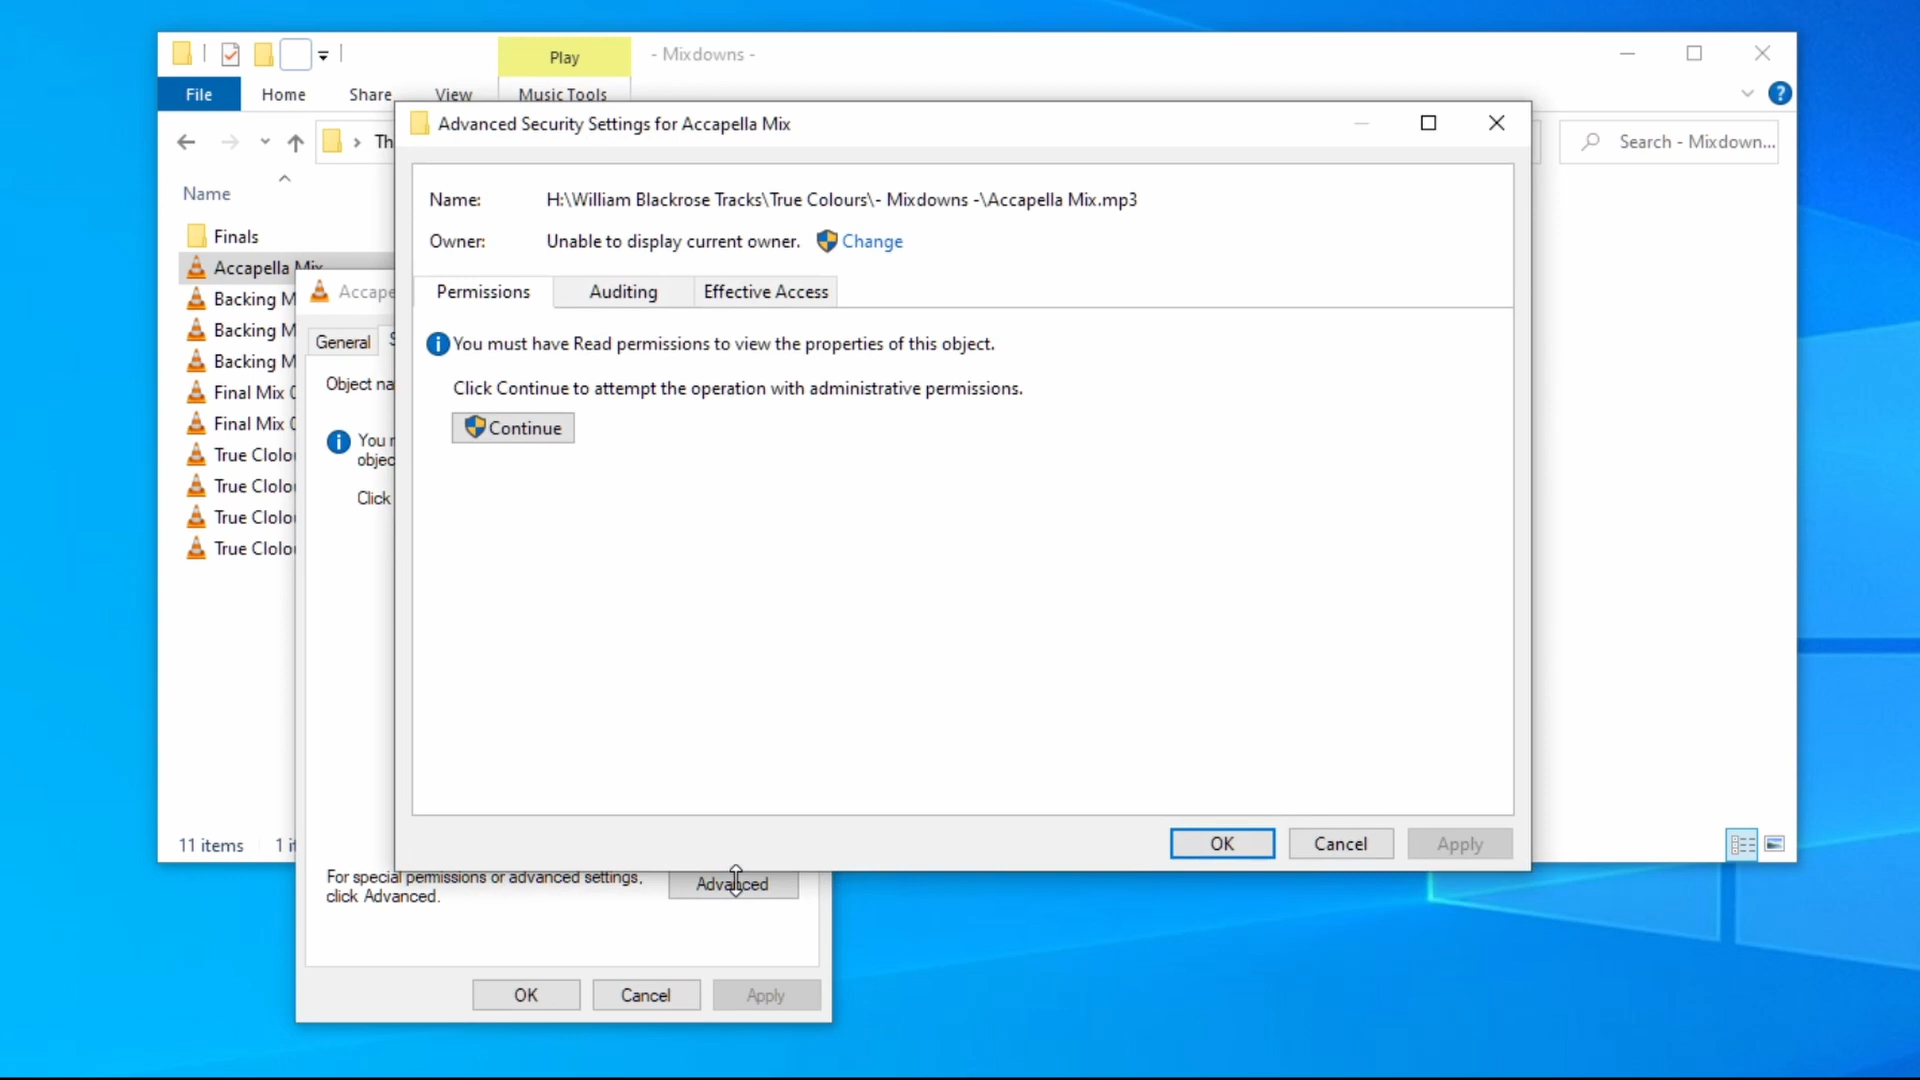 Play
- Mixdowns -
File
Home
Share
View
Music Tools
Advanced Security Settings for Accapella Mix
Search - Mixdown...
Name
Name: H:\William Blackrose Tracks\True Colours\- Mixdowns -\Accapella Mix.mp3
Owner: Unable to display current owner. Change
Permissions
Auditing
Effective Access
You must have Read permissions to view the properties of this object.
Click Continue to attempt the operation with administrative permissions.
Continue
Finals
Accapella Mix
Backing M
Backing M
Backing M
Final Mix
Final Mix
True Clolo
True Clolo
True Clolo
True Clolo
General
Object na
You
objec
Click
11 items
OK
Cancel
Apply
For special permissions or advanced settings,
click Advanced.
Advanced
OK
Cancel
Apply